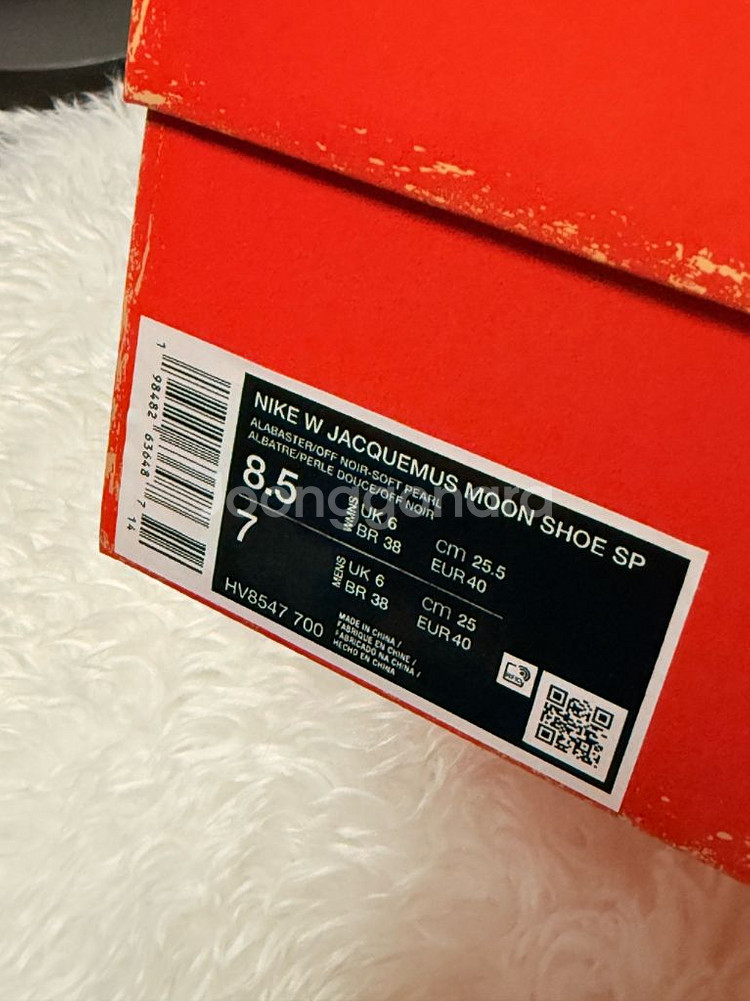 1 98482 63648 7 14
NIKE W JACQUEMUS MOON SHOE SP
ALABASTER/OFF NOIR-SOFT PEARL
ALBATRE/PERLE DOUCE/OFF NOIR
8.5
WMNS
UK 6
BR 38
cm 25.5
EUR 40
7
MENS
UK 6
BR 38
cm 25
EUR 40
HV8547 700
MADE IN CHINA /
FABRIQUE EN CHINE /
FABRICADO NA CHINA /
HECHO EN CHINA
joonggonara